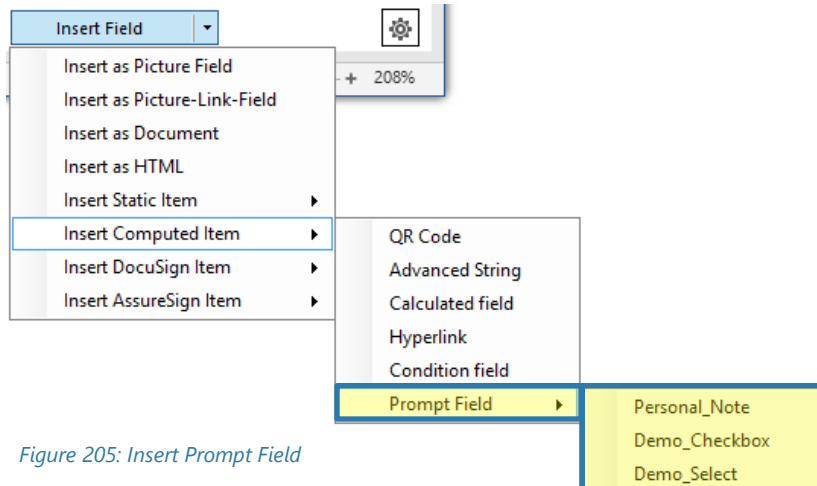 Insert Field
Insert as Picture Field
+ 208%
Insert as Picture-Link-Field
Insert as Document
Insert as HTML
Insert Static Item
Insert Computed Item
QR Code
Insert DocuSign Item
Advanced String
Insert AssureSign Item
Calculated field
Hyperlink
Condition field
Prompt Field
Personal_Note
Demo_Checkbox
Demo_Select
Figure 205: Insert Prompt Field